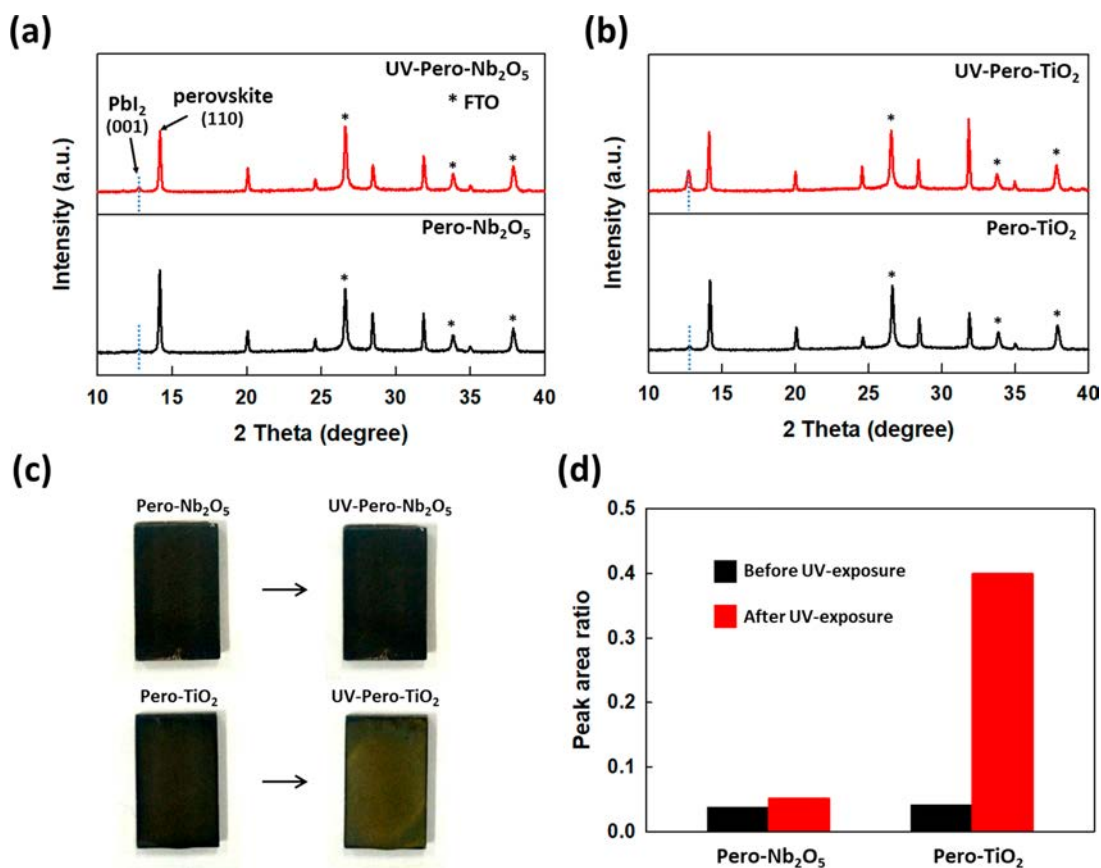 (a)
UV-Pero-Nb₂O₅
PbI₂
(001)
perovskite
(110)
* FTO
*
*
*
Pero-Nb₂O₅
*
*
*
Intensity (a.u.)
10 15 20 25 30 35 40
2 Theta (degree)
(b)
UV-Pero-TiO₂
*
*
*
Pero-TiO₂
*
*
*
Intensity (a.u.)
10 15 20 25 30 35 40
2 Theta (degree)
(c)
Pero-Nb₂O₅ UV-Pero-Nb₂O₅
Pero-TiO₂ UV-Pero-TiO₂
(d)
0.5
0.4
0.3
0.2
0.1
0.0
Peak area ratio
Before UV-exposure
After UV-exposure
Pero-Nb₂O₅ Pero-TiO₂